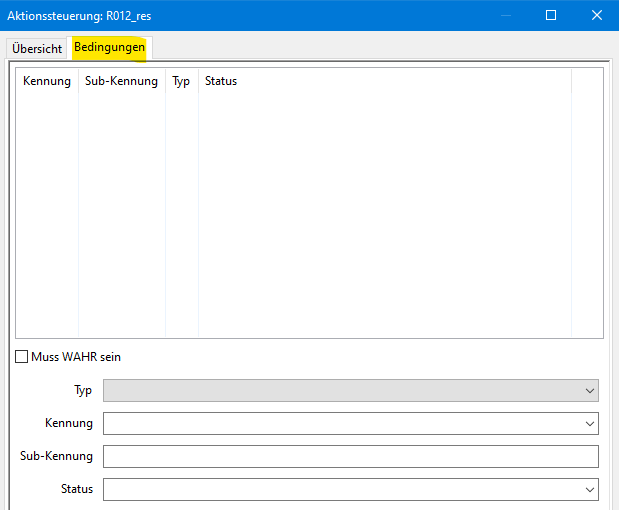 Aktionssteuerung: R012_res
Übersicht Bedingungen
Kennung Sub-Kennung Typ Status
Muss WAHR sein
Typ
Kennung
Sub-Kennung
Status